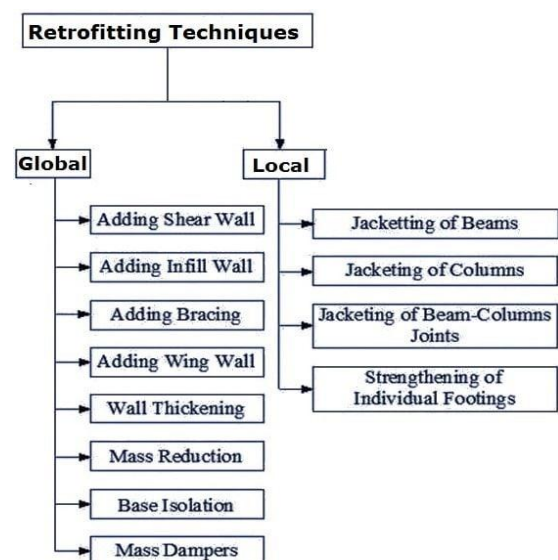 Retrofitting Techniques
Global
Adding Shear Wall
Adding Infill Wall
Adding Bracing
Adding Wing Wall
Wall Thickening
Mass Reduction
Base Isolation
Mass Dampers
Local
Jacketting of Beams
Jacketing of Columns
Jacketing of Beam-Columns
Joints
Strengthening of
Individual Footings